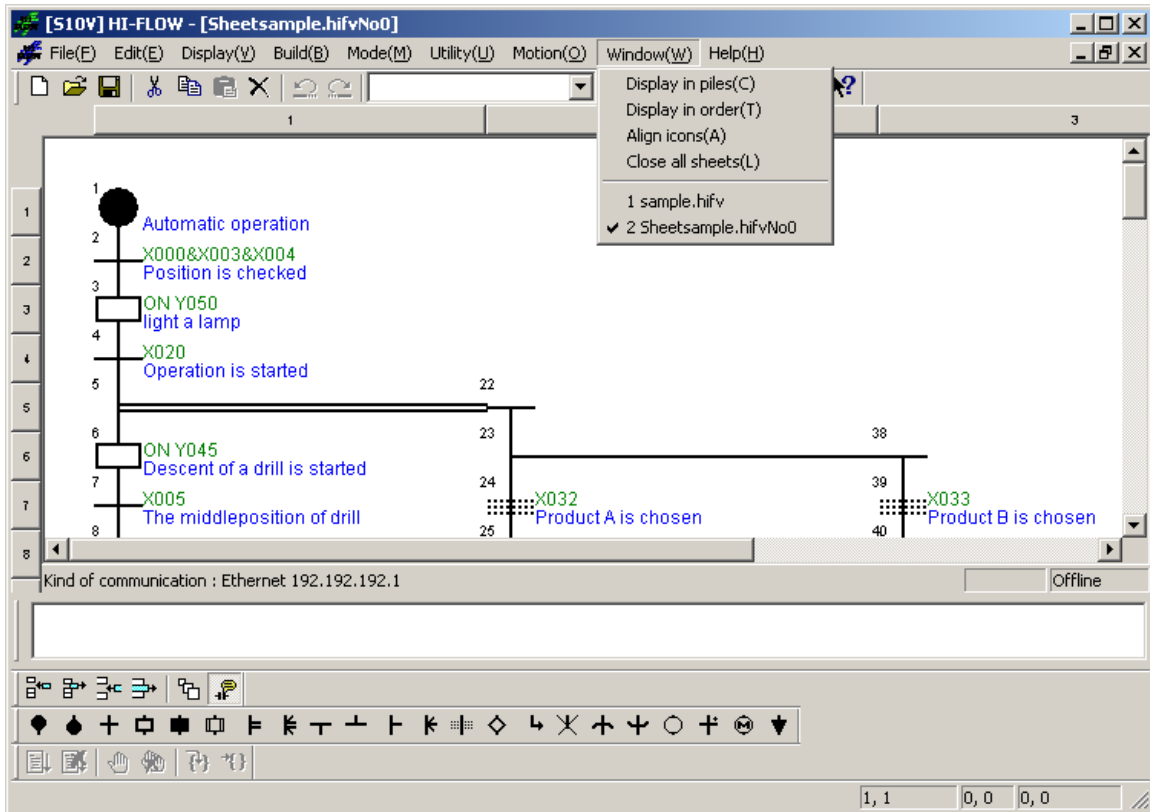 [S10V] HI-FLOW - [Sheetsample.hifvNo0]
File(F) Edit(E) Display(V) Build(B) Mode(M) Utility(U) Motion(O) Window(W) Help(H)
Display in piles(C)
Display in order(T)
Align icons(A)
Close all sheets(L)
1 sample.hifv
2 Sheetsample.hifvNo0
1 3
1
1 Automatic operation
2
2 X000&X003&X004
Position is checked
3
3 ON Y050
light a lamp
4
4 X020
Operation is started
5 22
5
6 23 38
6 ON Y045
Descent of a drill is started
7 24 39
7 X005 X032 X033
The middleposition of drill Product A is chosen Product B is chosen
8 25 40
8
Kind of communication : Ethernet 192.192.192.1 Offline
M
1, 1 0, 0 0, 0